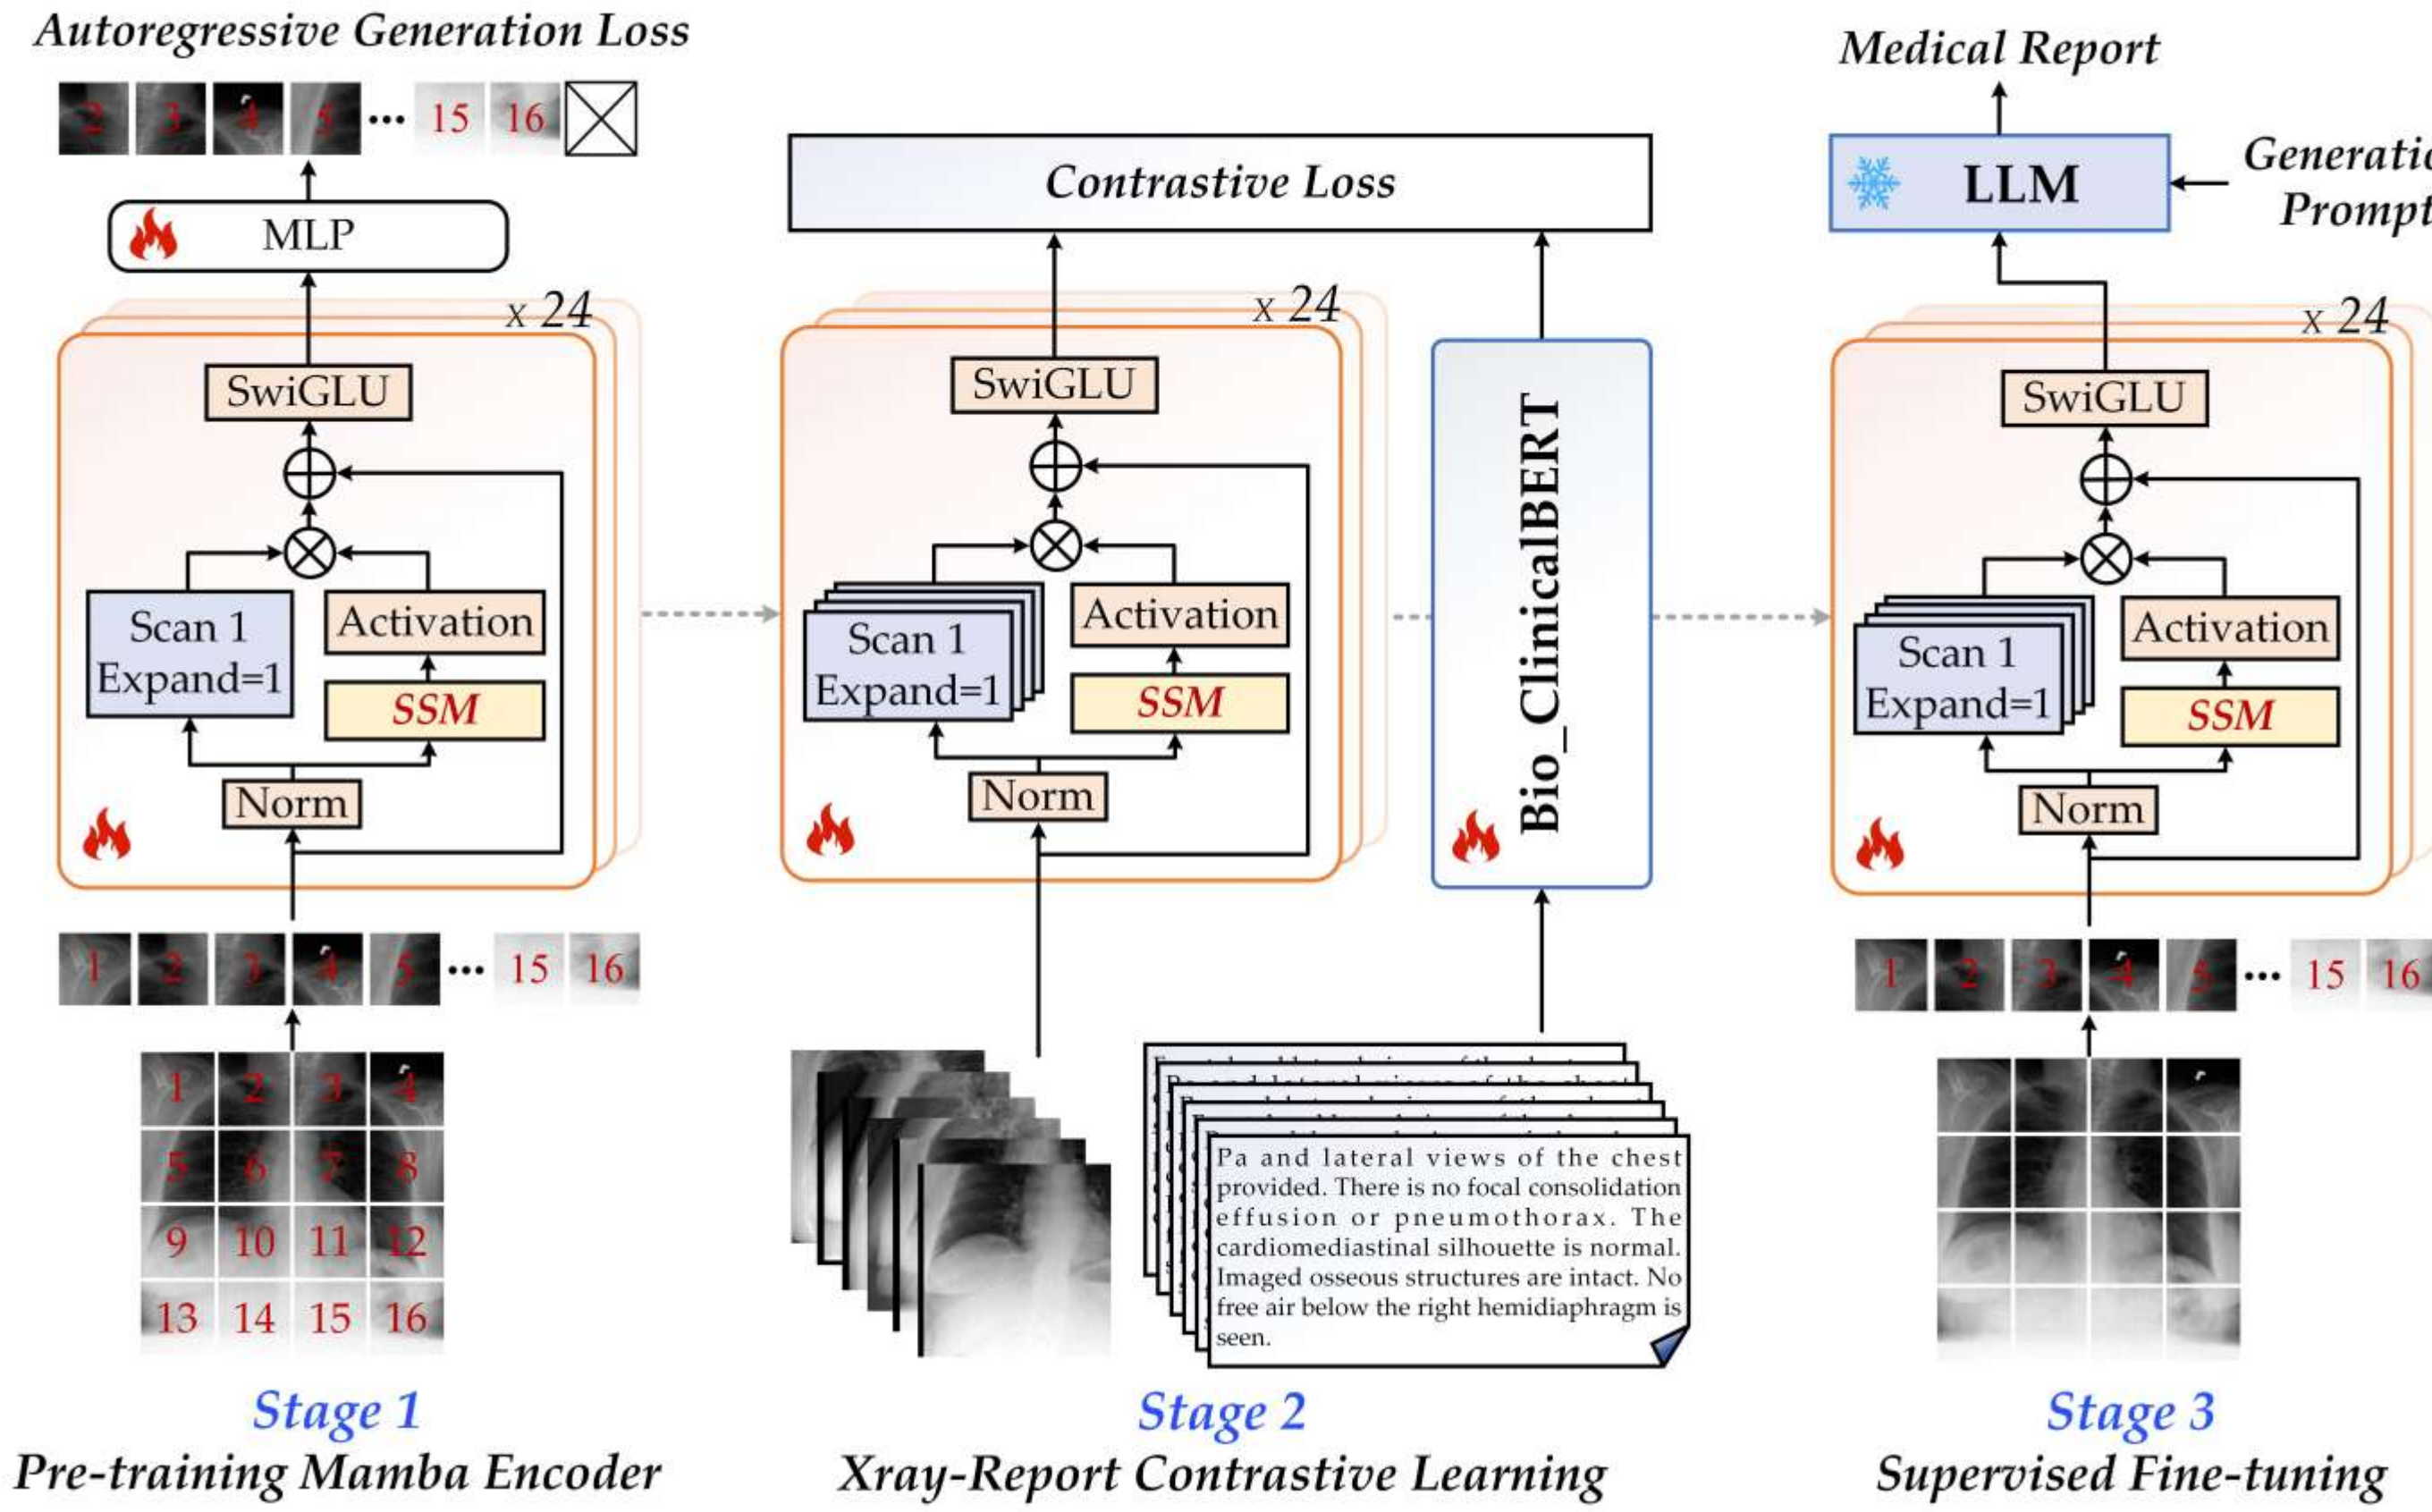 Autoregressive Generation Loss
2 3 4 5 ... 15 16
MLP
x 24
SwiGLU
Scan 1
Expand=1
Activation
SSM
Norm
1 2 3 4 5 ... 15 16
1 2 3 4
5 6 7 8
9 10 11 12
13 14 15 16
Stage 1
Pre-training Mamba Encoder
Contrastive Loss
x 24
SwiGLU
Scan 1
Expand=1
Activation
SSM
Norm
Bio_ClinicalBERT
Pa and lateral views of the chest
provided. There is no focal consolidation
effusion or pneumothorax. The
cardiomediastinal silhouette is normal.
Imaged osseous structures are intact. No
free air below the right hemidiaphragm is
seen.
Stage 2
Xray-Report Contrastive Learning
Medical Report
LLM
Generatio
Prompt
x 24
SwiGLU
Scan 1
Expand=1
Activation
SSM
Norm
1 2 3 4 5 ... 15 16
Stage 3
Supervised Fine-tuning